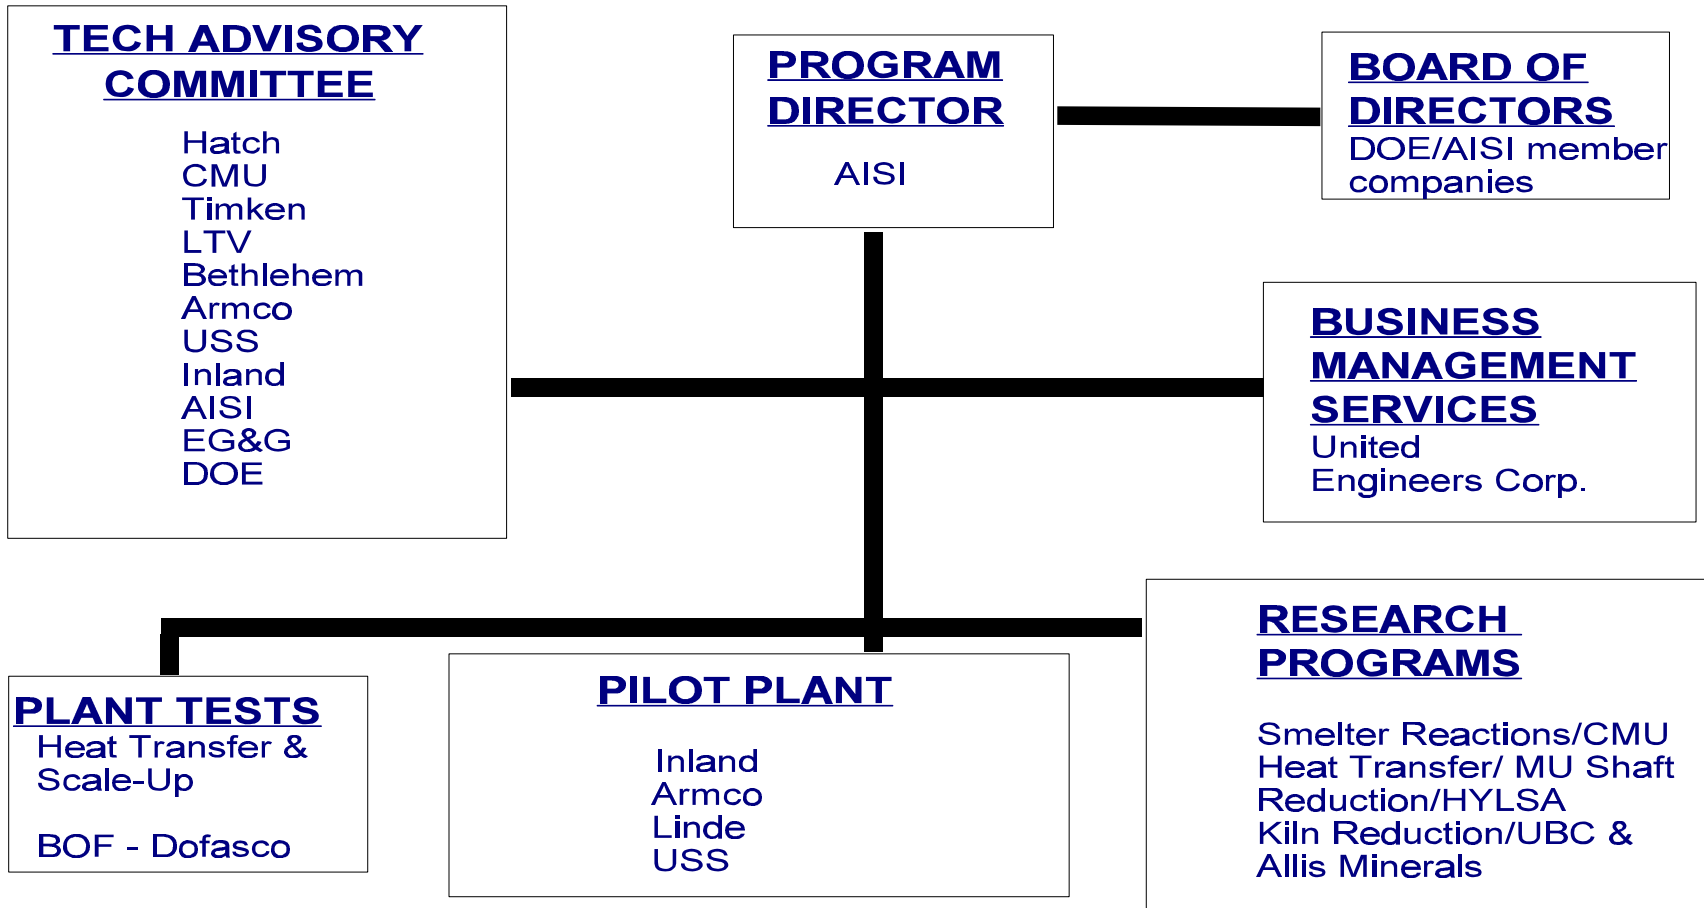 TECH ADVISORY
COMMITTEE
Hatch
CMU
Timken
LTV
Bethlehem
Armco
USS
Inland
AISI
EG&G
DOE
PROGRAM
DIRECTOR
AISI
BOARD OF
DIRECTORS
DOE/AISI member
companies
BUSINESS
MANAGEMENT
SERVICES
United
Engineers Corp.
PLANT TESTS
Heat Transfer &
Scale-Up
BOF - Dofasco
PILOT PLANT
Inland
Armco
Linde
USS
RESEARCH
PROGRAMS
Smelter Reactions/CMU
Heat Transfer/ MU Shaft
Reduction/HYLSA
Kiln Reduction/UBC &
Allis Minerals